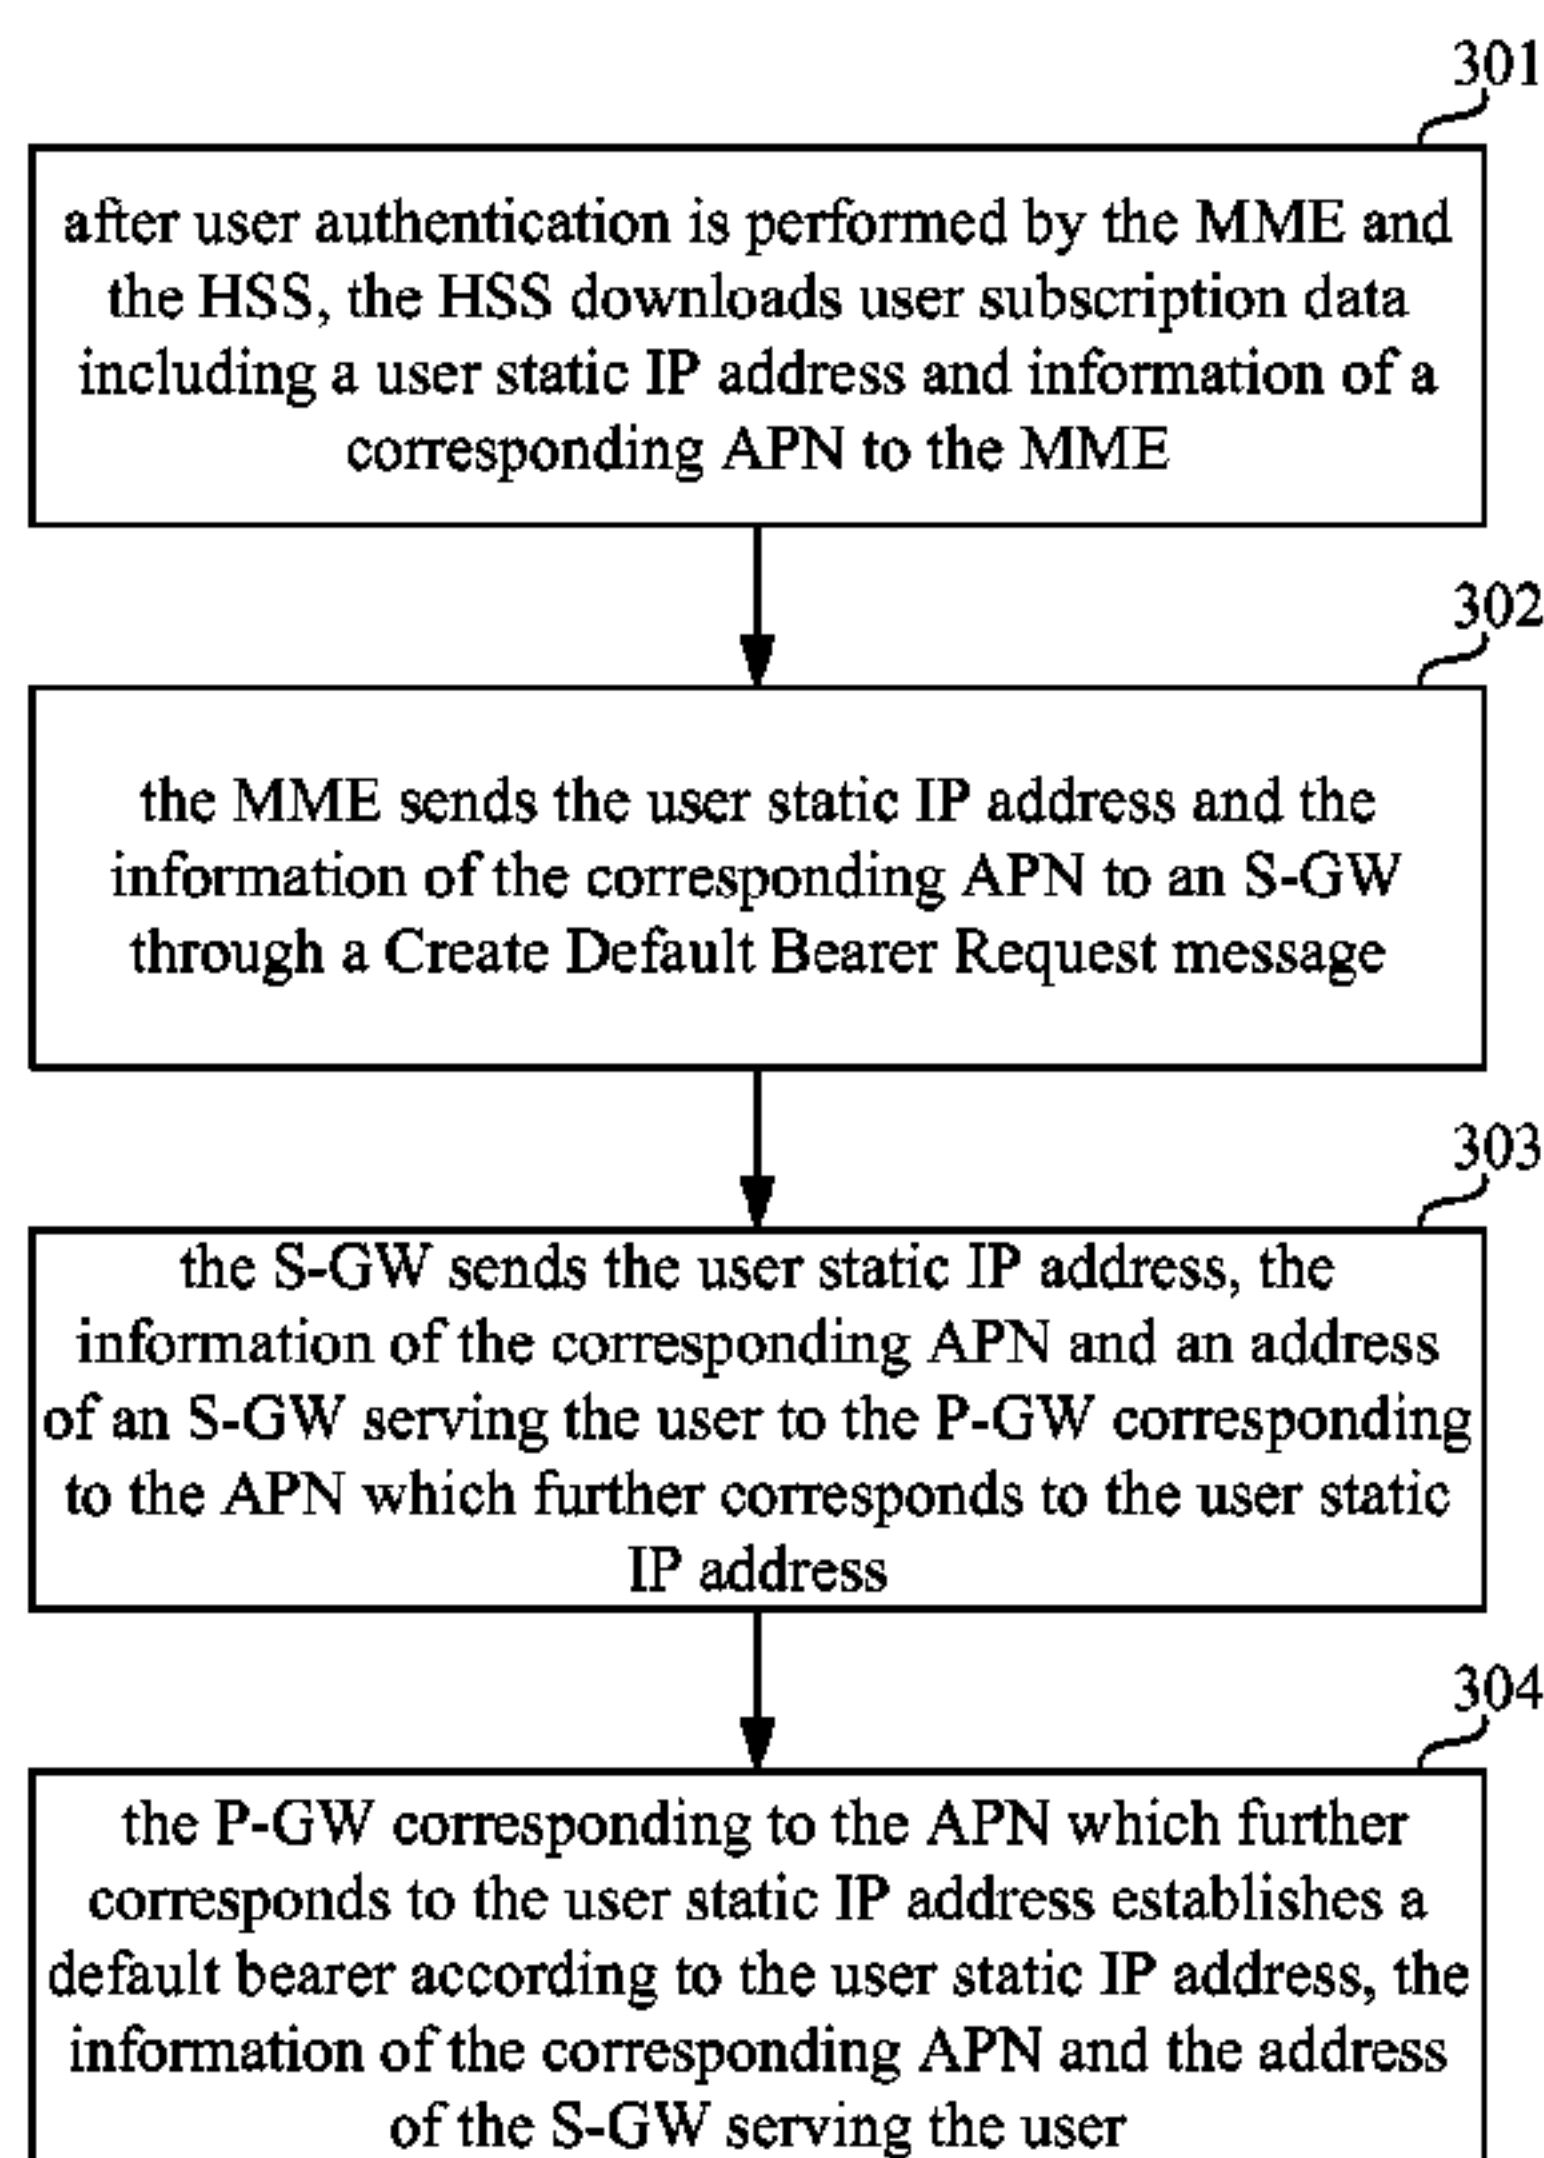 301
after user authentication is performed by the MME and
the HSS, the HSS downloads user subscription data
including a user static IP address and information of a
corresponding APN to the MME
302
the MME sends the user static IP address and the
information of the corresponding APN to an S-GW
through a Create Default Bearer Request message
303
the S-GW sends the user static IP address, the
information of the corresponding APN and an address
of an S-GW serving the user to the P-GW corresponding
to the APN which further corresponds to the user static
IP address
304
the P-GW corresponding to the APN which further
corresponds to the user static IP address establishes a
default bearer according to the user static IP address, the
information of the corresponding APN and the address
of the S-GW serving the user